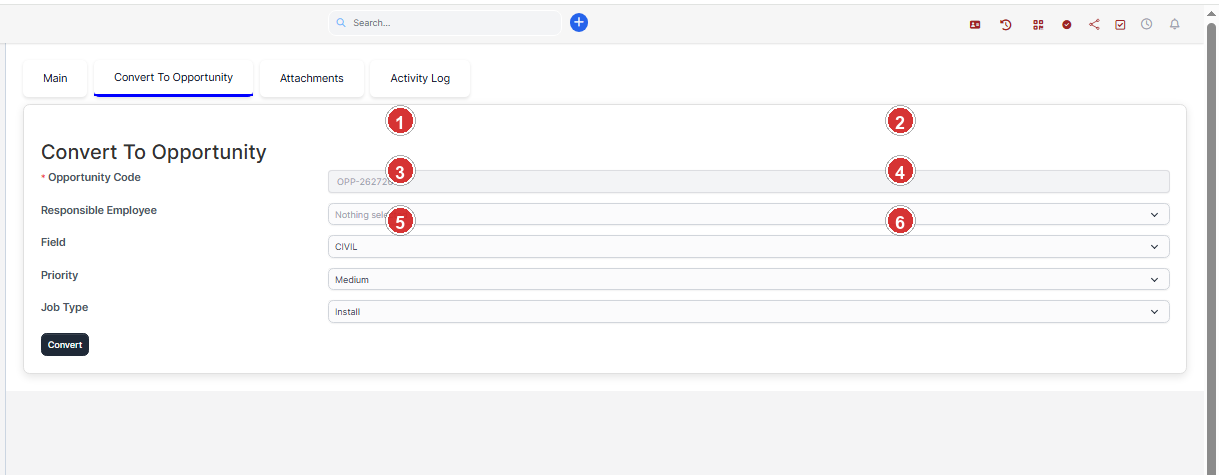 Search...
Main
Convert To Opportunity
Attachments
Activity Log
1
2
Convert To Opportunity
3
4
* Opportunity Code
Responsible Employee
Nothing
5
6
Field
CIVIL
Priority
Medium
Job Type
Install
Convert